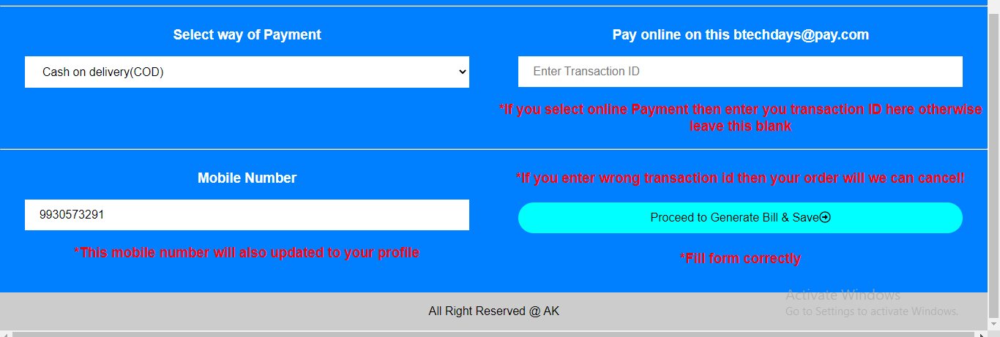 Select way of Payment
Pay online on this btechdays@pay.com
Cash on delivery(COD)
Enter Transaction ID
*If you select online Payment then enter you transaction ID here otherwise
leave this blank
Mobile Number
*If you enter wrong transaction id then your order will we can cancel!
9930573291
Proceed to Generate Bill & Save
*This mobile number will also updated to your profile
*Fill form correctly
Activate Windows
Go to Settings to activate Windows.
All Right Reserved @ AK